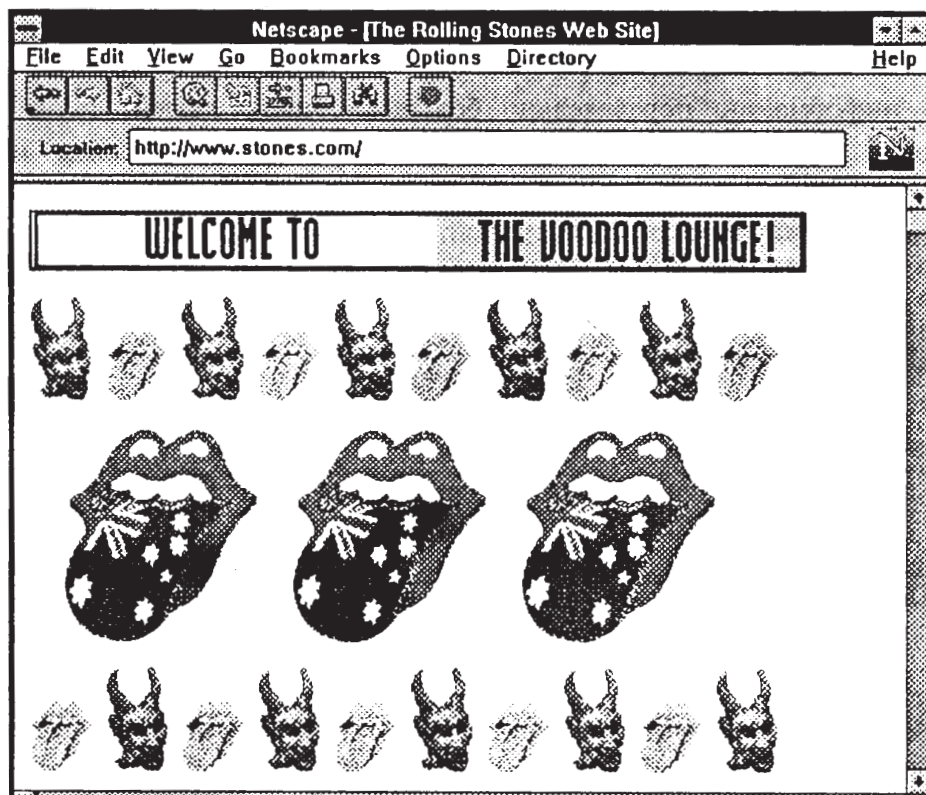 Netscape - [The Rolling Stones Web Site]
File Edit View Go Bookmarks Options Directory Help
Location: http://www.stones.com/
N
WELCOME TO THE VOODOO LOUNGE!